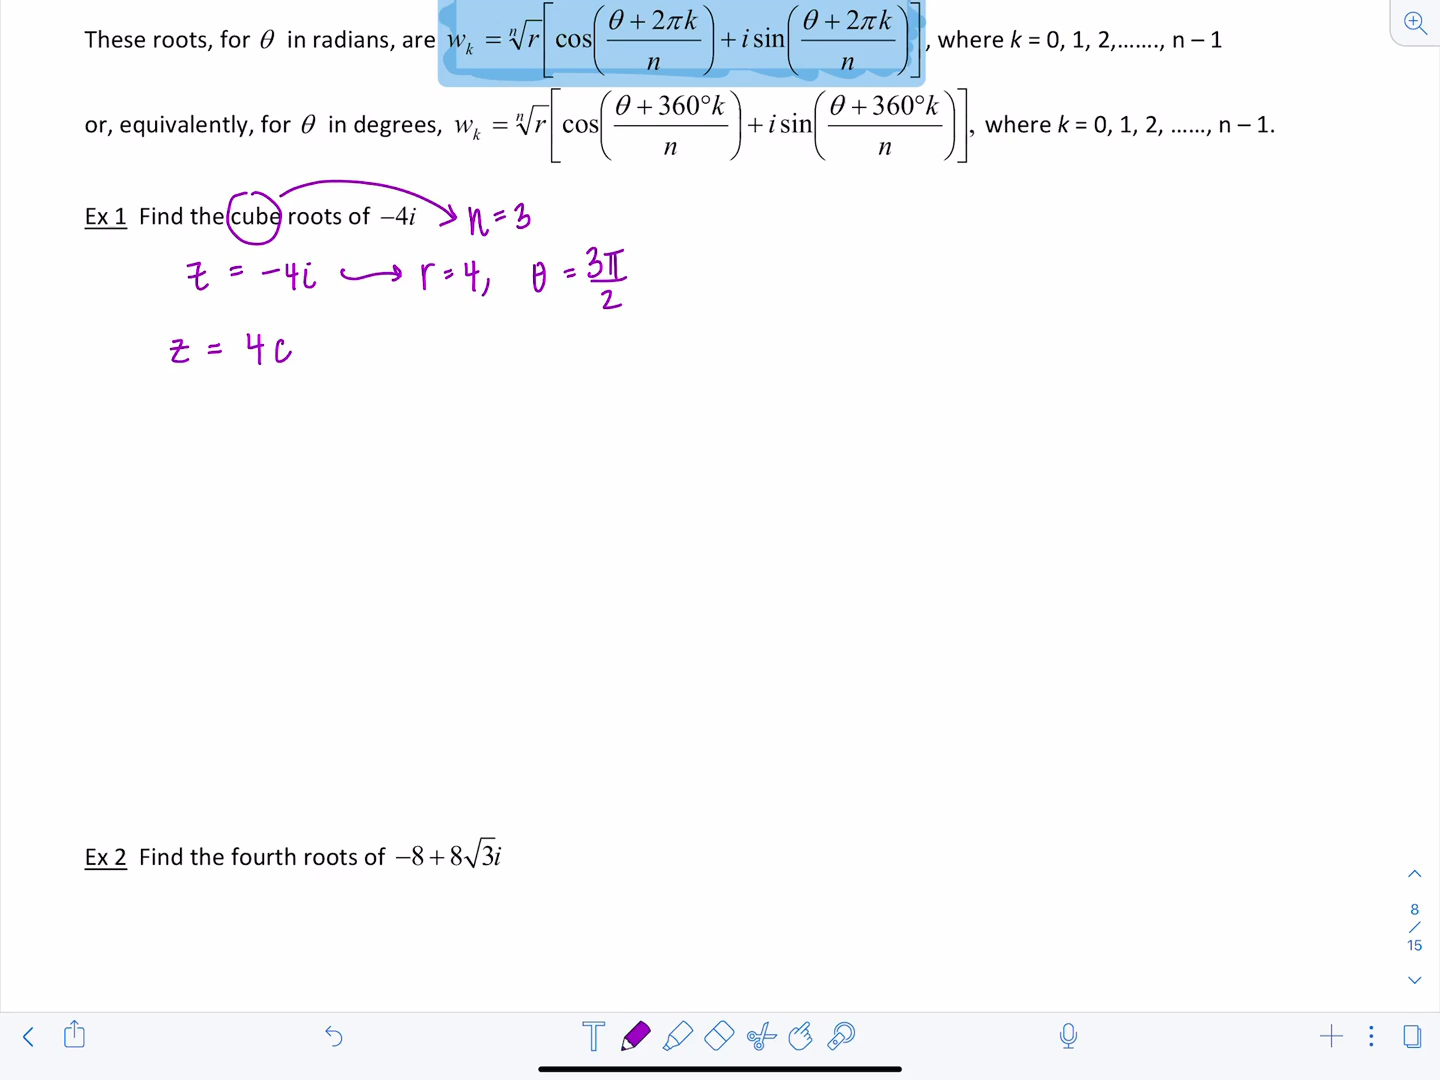 These roots, for θ in radians, are w_k = ⁿ√r [cos((θ + 2πk)/n) + i sin((θ + 2πk)/n)], where k = 0, 1, 2,......., n – 1
or, equivalently, for θ in degrees, w_k = ⁿ√r [cos((θ + 360°k)/n) + i sin((θ + 360°k)/n)], where k = 0, 1, 2, ......, n – 1.
Ex 1 Find the cube roots of −4i → n = 3
z = −4i → r = 4, θ = 3π/2
z = 4 c
Ex 2 Find the fourth roots of −8 + 8√3i
8
/
15
T